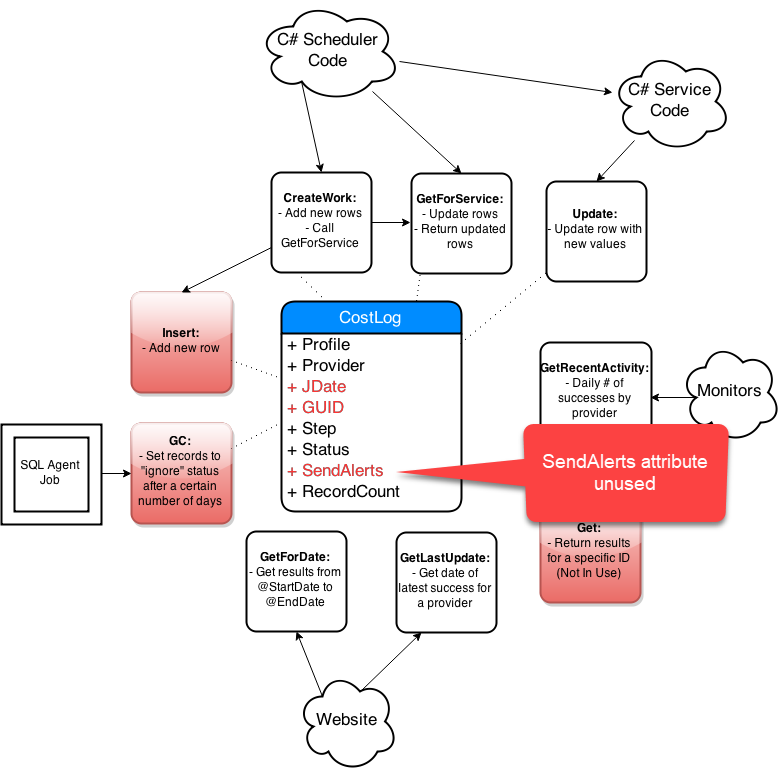 C# Scheduler
Code
C# Service
Code
CreateWork:
- Add new rows
- Call
GetForService
GetForService:
- Update rows
- Return updated
rows
Update:
- Update row with
new values
Insert:
- Add new row
CostLog
+ Profile
+ Provider
+ JDate
+ GUID
+ Step
+ Status
+ SendAlerts
+ RecordCount
GetRecentActivity:
- Daily # of
successes by
provider
Monitors
SQL Agent
Job
GC:
- Set records to
"ignore" status
after a certain
number of days
SendAlerts attribute
unused
Get:
- Return results
for a specific ID
(Not In Use)
GetForDate:
- Get results from
@StartDate to
@EndDate
GetLastUpdate:
- Get date of
latest success for
a provider
Website